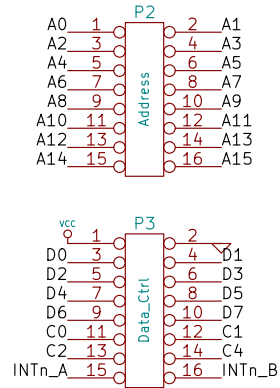 P2
A0 1 2 A1
A2 3 4 A3
A4 5 6 A5
A6 7 8 A7
A8 9 10 A9
A10 11 12 A11
A12 13 14 A13
A14 15 16 A15
Address
P3
VCC 1 2
D0 3 4 D1
D2 5 6 D3
D4 7 8 D5
D6 9 10 D7
C0 11 12 C1
C2 13 14 C4
INTn_A 15 16 INTn_B
Data_Ctrl